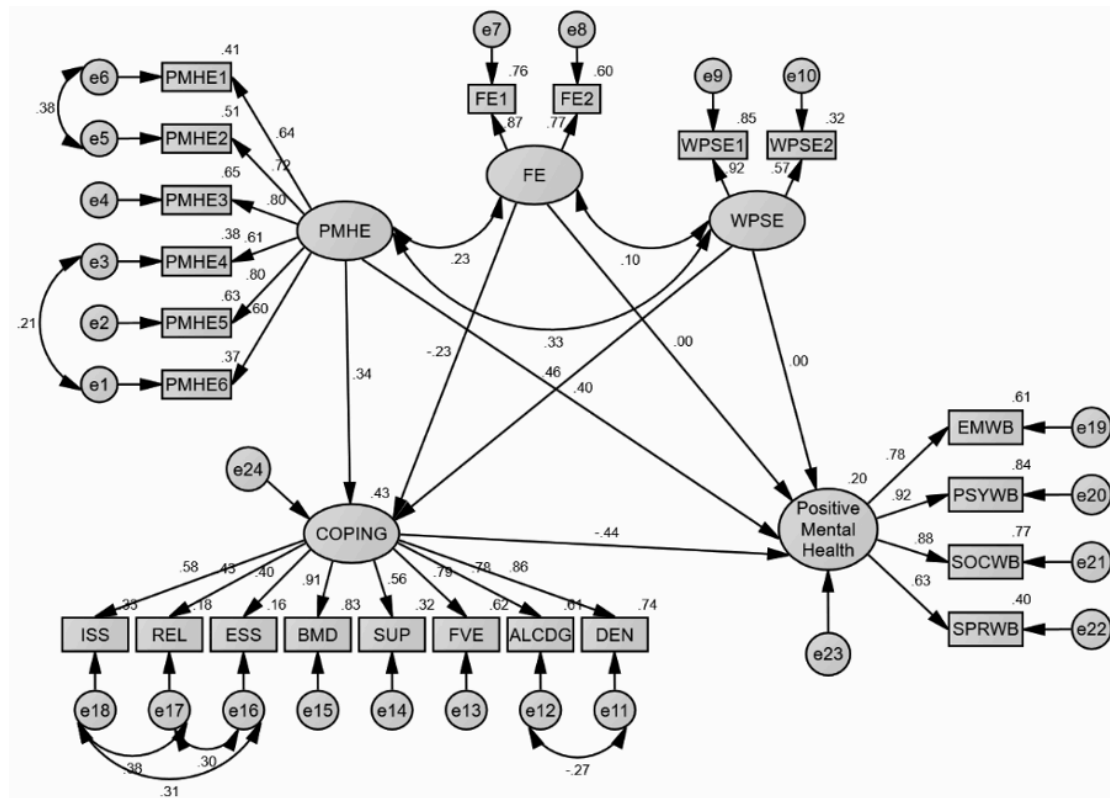 e7
e8
.76
.60
FE1
FE2
.87
.77
FE
e9
e10
.85
.32
WPSE1
WPSE2
.92
.57
WPSE
.41
e6
PMHE1
.38
.51
e5
PMHE2
.64
.72
.65
e4
PMHE3
.80
PMHE
.38
.61
e3
PMHE4
.80
.63
.60
e2
PMHE5
.21
.37
e1
PMHE6
.23
.10
.33
-.23
.00
.34
.46
.40
.00
e24
.43
COPING
-.44
.20
Positive
Mental
Health
e23
.61
.78
EMWB
e19
.84
.92
PSYWB
e20
.77
.88
SOCWB
e21
.63
.40
SPRWB
e22
.58
.43
.40
.91
.56
.79
.78
.86
.33
.18
.16
.83
.32
.62
.61
.74
ISS
REL
ESS
BMD
SUP
FVE
ALCDG
DEN
e18
e17
e16
e15
e14
e13
e12
e11
.38
.30
-.27
.31